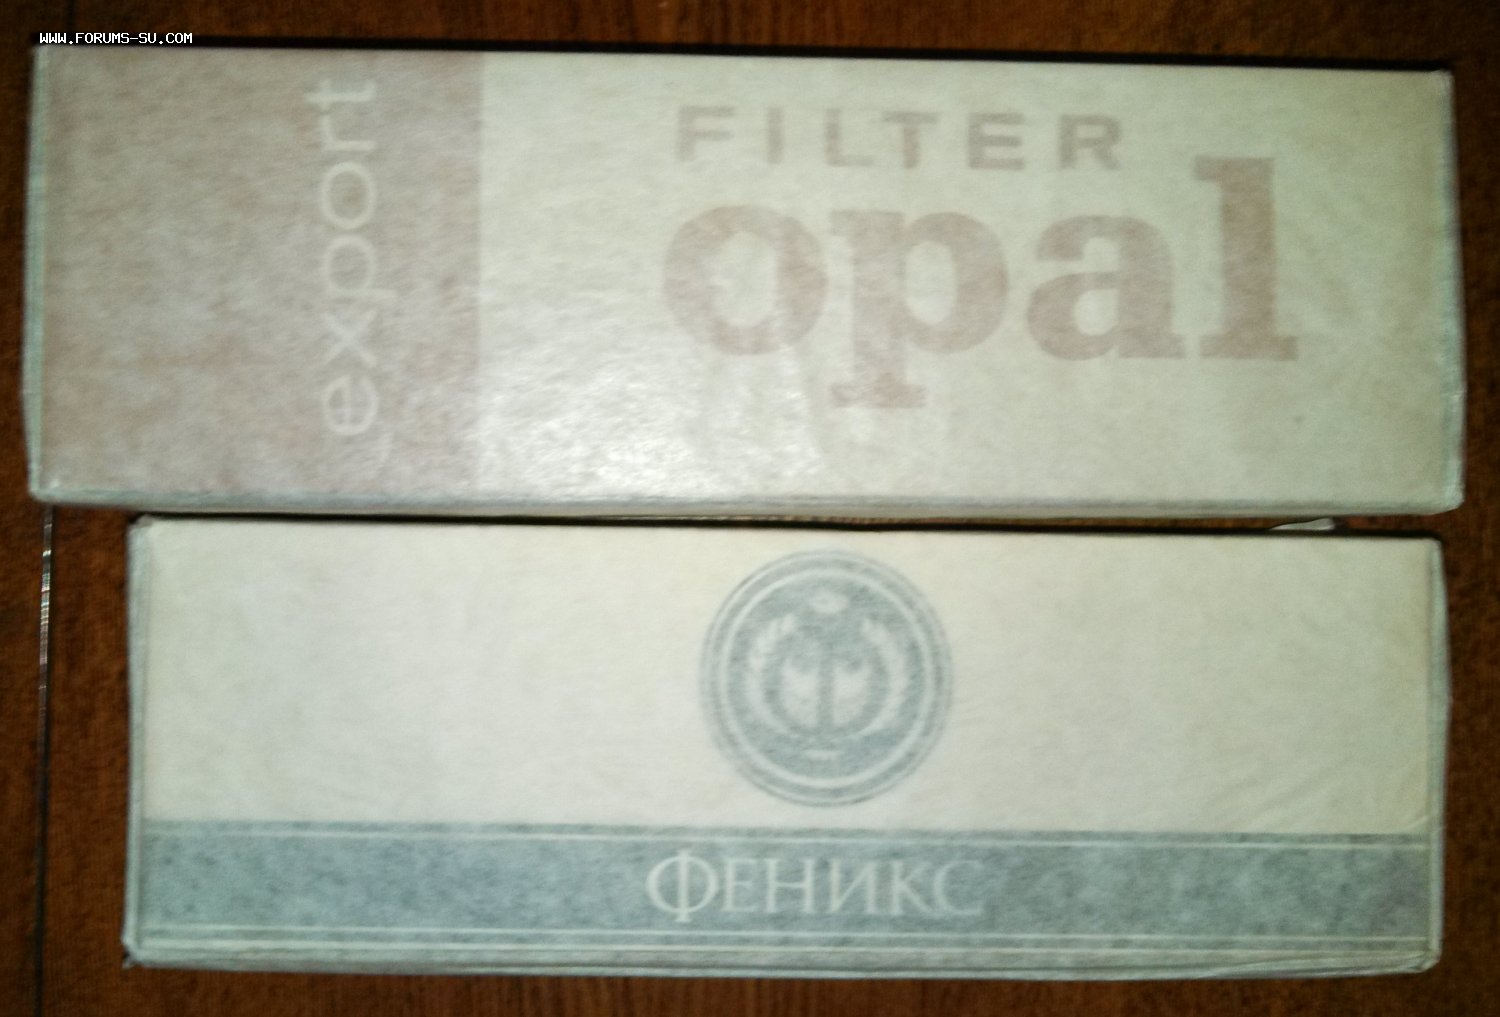 WWW.FORUMS-SU.COM
export
FILTER
opal
ФЕНИКС